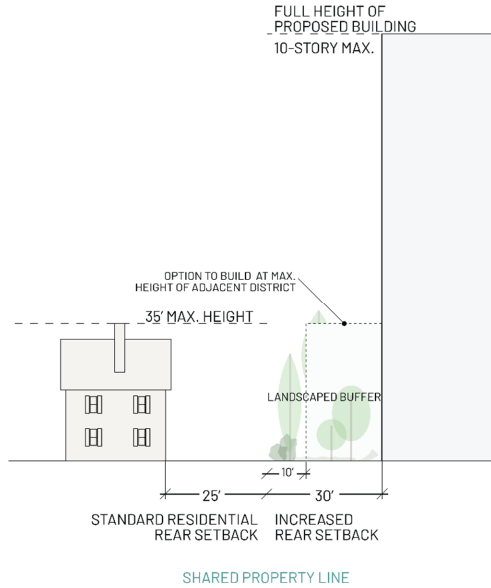 FULL HEIGHT OF
PROPOSED BUILDING
10-STORY MAX.
OPTION TO BUILD AT MAX.
HEIGHT OF ADJACENT DISTRICT
35' MAX. HEIGHT
LANDSCAPED BUFFER
10'
25'
30'
STANDARD RESIDENTIAL
REAR SETBACK
INCREASED
REAR SETBACK
SHARED PROPERTY LINE